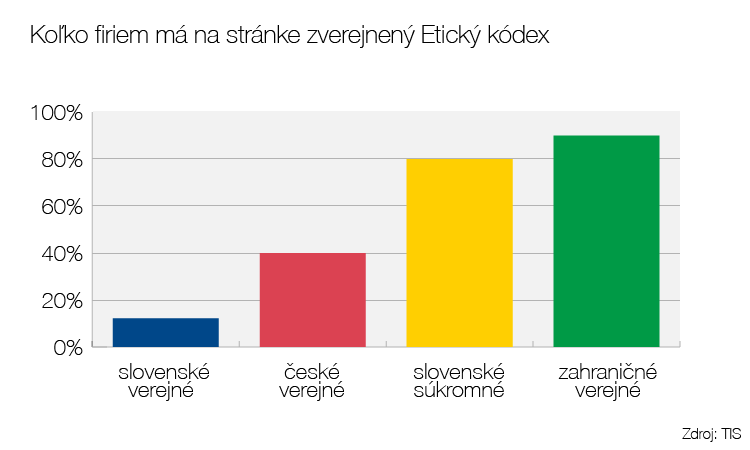 Koľko firiem má na stránke zverejnený Etický kódex
100%
80%
60%
40%
20%
0%
slovenské
verejné
české
verejné
slovenské
súkromné
zahraničné
verejné
Zdroj: TIS